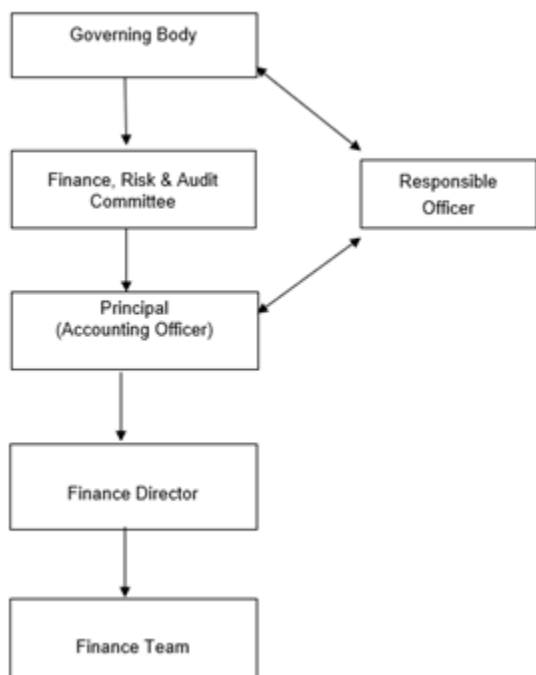 Governing Body
Finance, Risk & Audit
Committee
Responsible
Officer
Principal
(Accounting Officer)
Finance Director
Finance Team